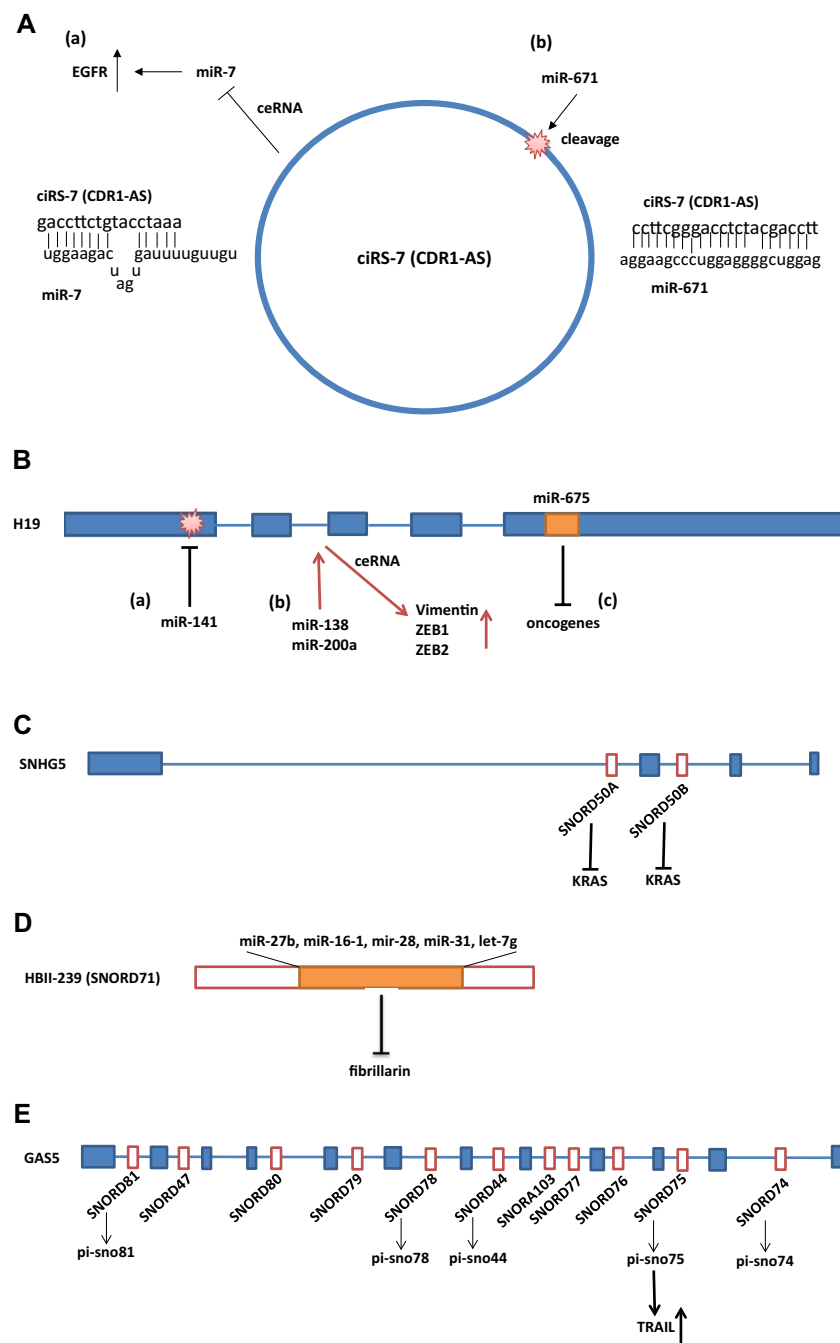 A
(a)
(b)
EGFR
miR-7
miR-671
ceRNA
cleavage
ciRS-7 (CDR1-AS)
gaccttctgtacctaaa
uggaagac
gauuuuguugu
u
u
ag
miR-7
ciRS-7 (CDR1-AS)
ciRS-7 (CDR1-AS)
ccttcgggacctctacgacctt
aggaagcccuggaggggcuggag
miR-671
B
miR-675
H19
ceRNA
(a)
miR-141
(b)
miR-138
miR-200a
Vimentin
ZEB1
ZEB2
(c)
oncogenes
C
SNHG5
SNORD50A
SNORD50B
KRAS
KRAS
D
miR-27b, miR-16-1, mir-28, miR-31, let-7g
HBII-239 (SNORD71)
fibrillarin
E
GAS5
SNORD81
SNORD47
SNORD80
SNORD79
SNORD78
SNORD44
SNORA103
SNORD77
SNORD76
SNORD75
SNORD74
pi-sno81
pi-sno78
pi-sno44
pi-sno75
pi-sno74
TRAIL